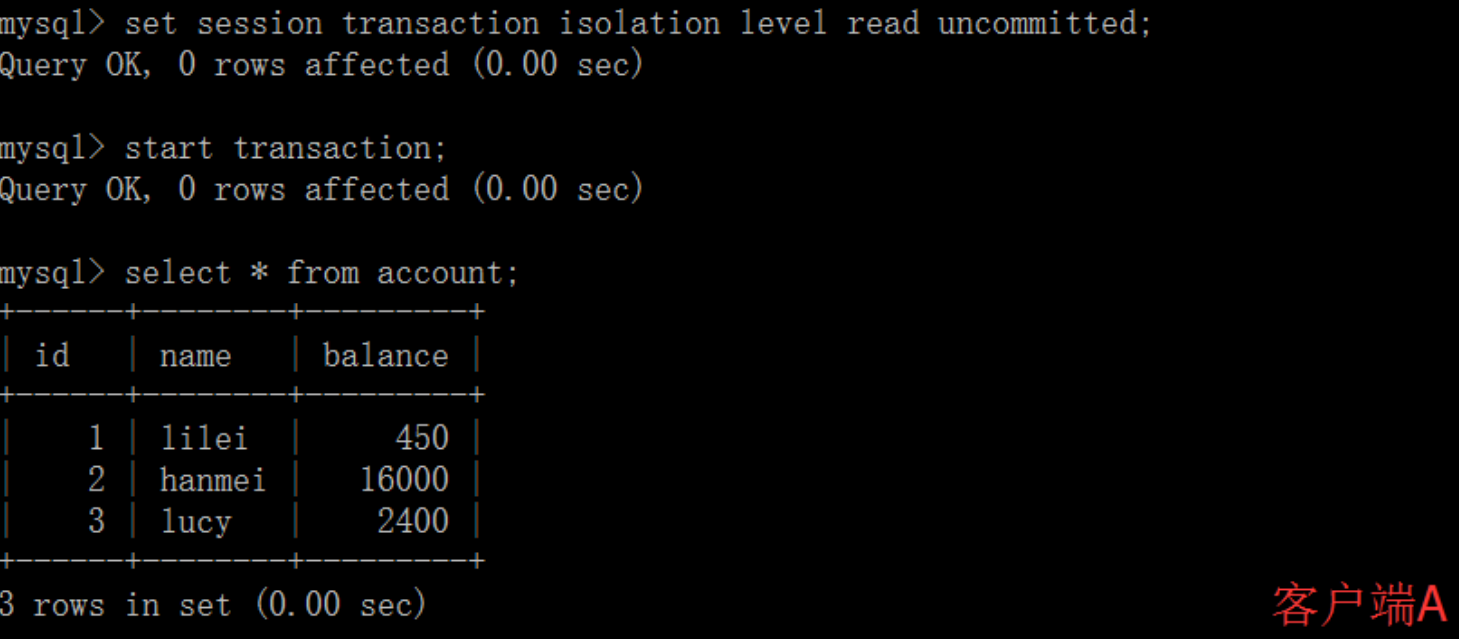 mysql> set session transaction isolation level read uncommitted;
Query OK, 0 rows affected (0.00 sec)
mysql> start transaction;
Query OK, 0 rows affected (0.00 sec)
mysql> select * from account;
+------+--------+---------+
| id   | name   | balance |
+------+--------+---------+
|    1 | lilei  |     450 |
|    2 | hanmei |   16000 |
|    3 | lucy   |    2400 |
+------+--------+---------+
3 rows in set (0.00 sec)
客户端A